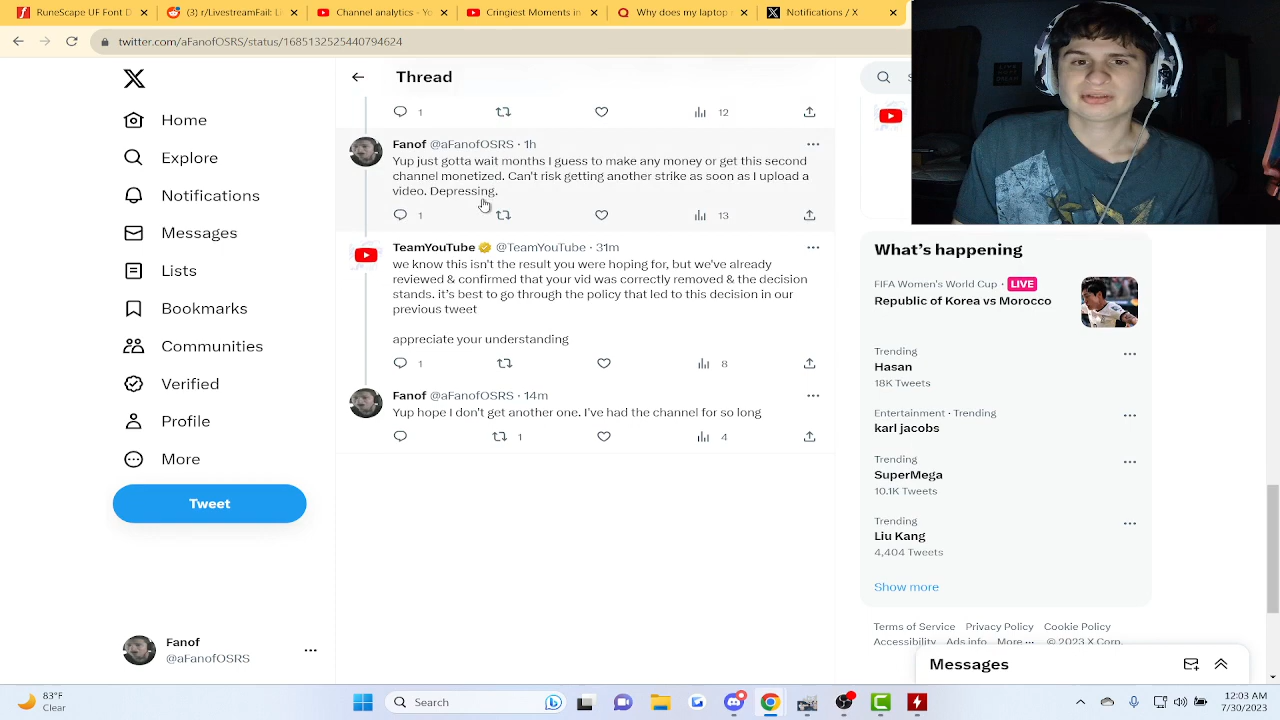 RuneScape UF Font D
(35) r/LivestreamFail L
Channel analytics - Yo
Cringiest Moments in
Why does my laptop
Notifications / X
twitter.com/aFanofOSRS/status/1685132525440794624
Thread
Home
Explore
Notifications
Messages
Lists
Bookmarks
Communities
Verified
Profile
More
Tweet
Fanof
@aFanofOSRS
12
Fanof @aFanofOSRS · 1h
Yup just gotta wait months I guess to make any money or get this second
channel monetized. Can't risk getting another strike as soon as I upload a
video. Depressing.
1 13
TeamYouTube @TeamYouTube · 31m
we know this isn't the result you were hoping for, but we've already
reviewed & confirmed that your vid was correctly removed & the decision
stands. it's best to go through the policy that led to this decision in our
previous tweet
appreciate your understanding
8
Fanof @aFanofOSRS · 14m
Yup hope I don't get another one. I've had the channel for so long
1 4
What's happening
FIFA Women's World Cup · LIVE
Republic of Korea vs Morocco
Trending
Hasan
18K Tweets
Entertainment · Trending
karl jacobs
Trending
SuperMega
10.1K Tweets
Trending
Liu Kang
4,404 Tweets
Show more
Terms of Service Privacy Policy Cookie Policy
Accessibility Ads info More ··· © 2023 X Corp.
Messages
83°F
Clear
Search
12:03 AM
7/30/2023